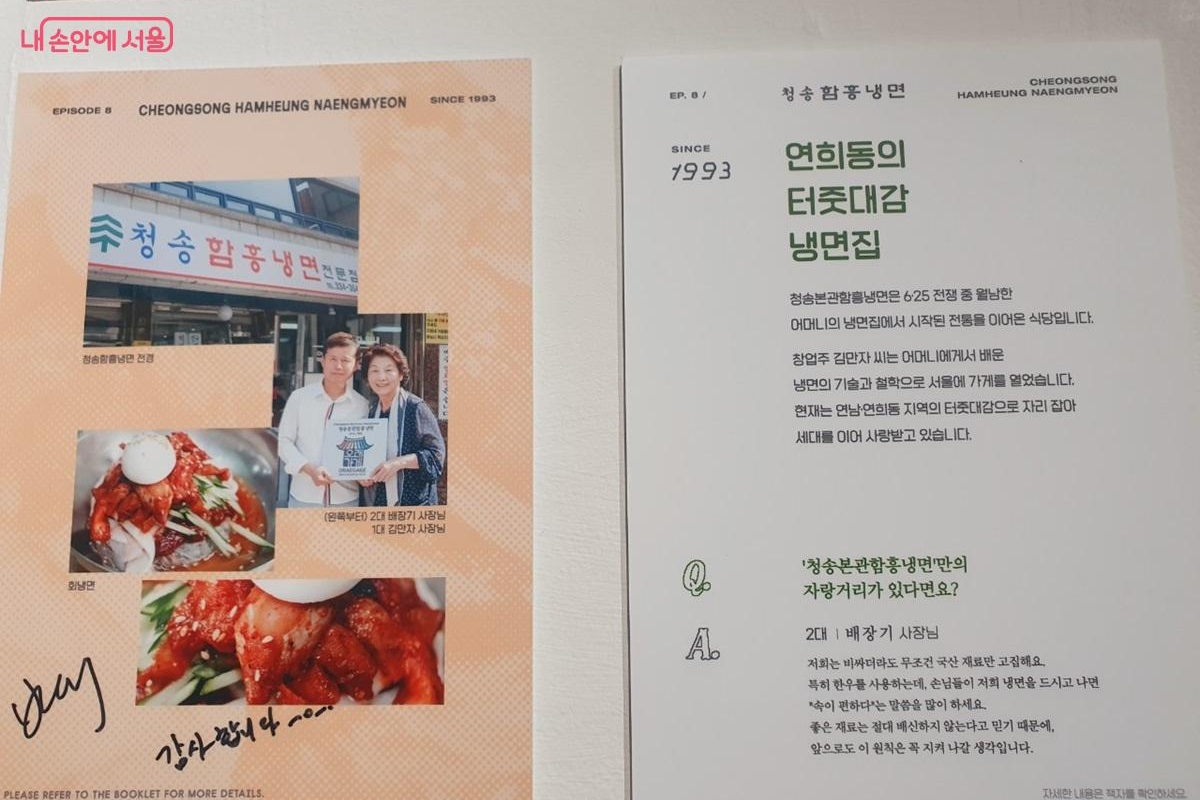 내 손안에 서울
EPISODE 8
CHEONGSONG HAMHEUNG NAENGMYEON
SINCE 1993
청송 함흥냉면 전문점
청송함흥냉면 전경
청송본관함흥냉면
(왼쪽부터) 2대 배장기 사장님
1대 김만자 사장님
회냉면
감사합니다
PLEASE REFER TO THE BOOKLET FOR MORE DETAILS.
EP. 8 /
청송 함흥냉면
CHEONGSONG
HAMHEUNG NAENGMYEON
SINCE
1993
연희동의
터줏대감
냉면집
청송본관함흥냉면은 6·25 전쟁 중 월남한
어머니의 냉면집에서 시작된 전통을 이어온 식당입니다.
창업주 김만자 씨는 어머니에게서 배운
냉면의 기술과 철학으로 서울에 가게를 열었습니다.
현재는 연남·연희동 지역의 터줏대감으로 자리 잡아
세대를 이어 사랑받고 있습니다.
Q.
'청송본관함흥냉면'만의
자랑거리가 있다면요?
A.
2대 | 배장기 사장님
저희는 비싸더라도 무조건 국산 재료만 고집해요.
특히 한우를 사용하는데, 손님들이 저희 냉면을 드시고 나면
"속이 편하다"는 말씀을 많이 하세요.
좋은 재료는 절대 배신하지 않는다고 믿기 때문에,
앞으로도 이 원칙은 꼭 지켜 나갈 생각입니다.
자세한 내용은 책자를 확인하세요.